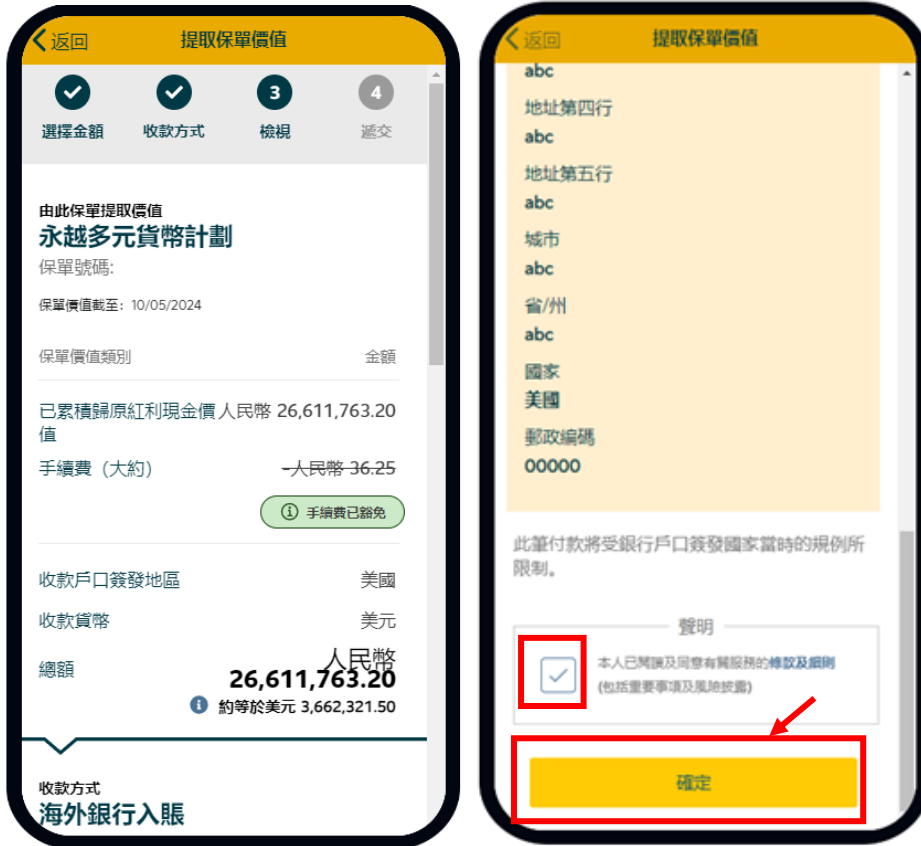 返回
提取保單價值
3
4
選擇金額
收款方式
檢視
遞交
由此保單提取價值
永越多元貨幣計劃
保單號碼:
保單價值截至: 10/05/2024
保單價值類別
金額
已累積歸原紅利現金價值
人民幣 26,611,763.20
手續費（大約）
-人民幣 36.25
手續費已豁免
收款戶口簽發地區
美國
收款貨幣
美元
總額
人民幣
26,611,763.20
約等於美元 3,662,321.50
收款方式
海外銀行入賬
返回
提取保單價值
abc
地址第四行
abc
地址第五行
abc
城市
abc
省/州
abc
國家
美國
郵政編碼
00000
此筆付款將受銀行戶口簽發國家當時的規例所
限制。
聲明
本人已閱讀及同意有關服務的條款及細則
(包括重要事項及風險披露)
確定